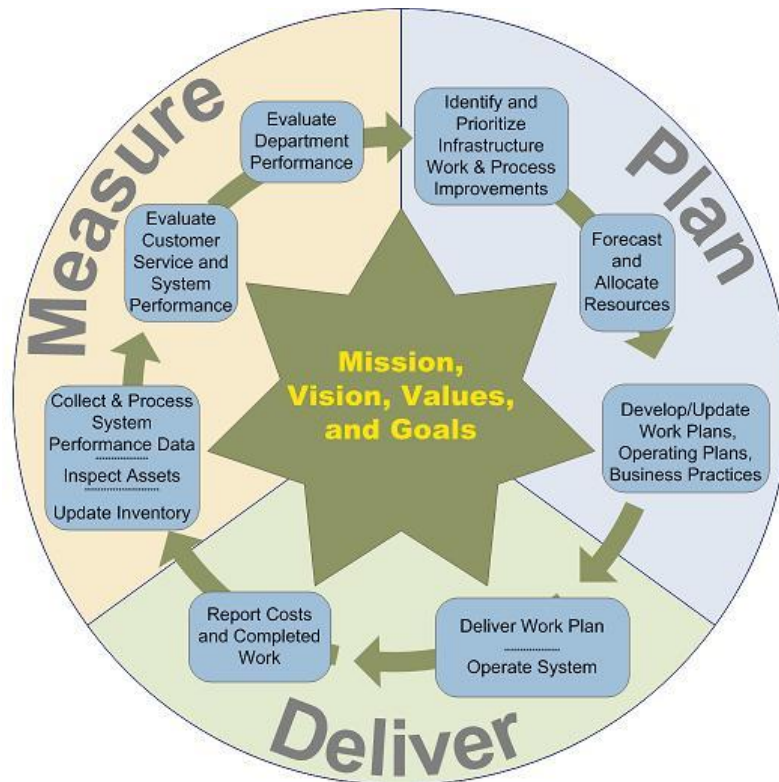 Measure
Plan
Deliver
Evaluate
Department
Performance
Identify and
Prioritize
Infrastructure
Work & Process
Improvements
Forecast
and
Allocate
Resources
Develop/Update
Work Plans,
Operating Plans,
Business Practices
Deliver Work Plan
Operate System
Report Costs
and Completed
Work
Collect & Process
System
Performance Data
Inspect Assets
Update Inventory
Evaluate
Customer
Service and
System
Performance
Mission,
Vision, Values,
and Goals